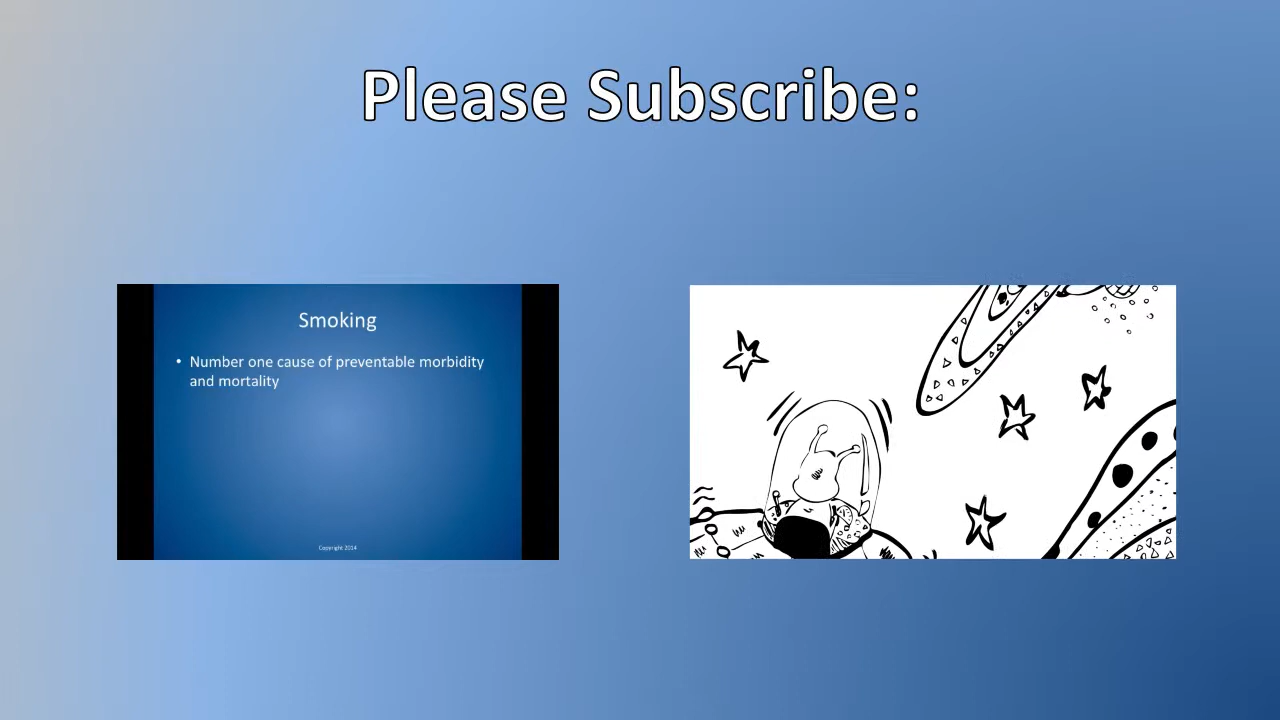 Please Subscribe:
Smoking
• Number one cause of preventable morbidity
and mortality
Copyright 2014